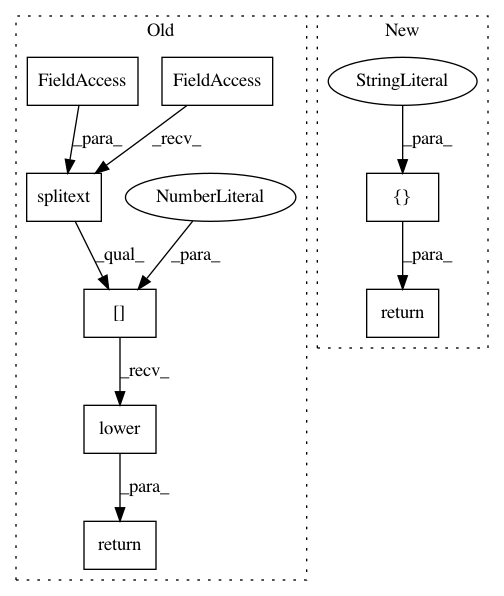 Old
New
FieldAccess
FieldAccess
StringLiteral
_para_
_recv_
_para_
splitext
NumberLiteral
{}
_qual_
_para_
_para_
[]
return
_recv_
lower
_para_
return